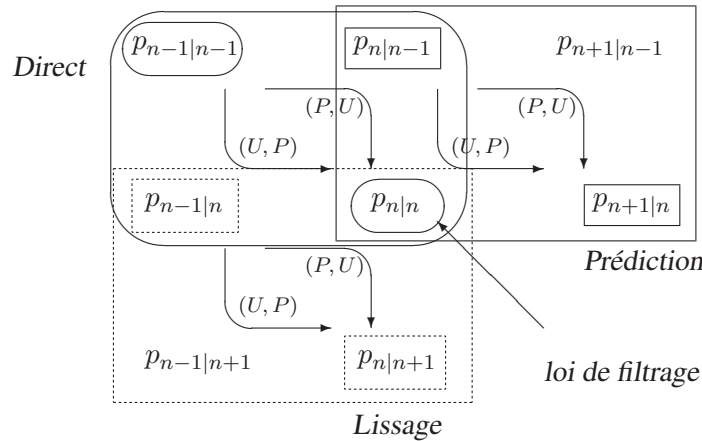 p_{n-1|n-1} p_{n|n-1} p_{n+1|n-1}
Direct
(P, U) (P, U)
(U, P) (U, P)
p_{n-1|n} p_{n|n} p_{n+1|n}
Prédiction
(P, U)
(U, P)
p_{n-1|n+1} p_{n|n+1}
loi de filtrage
Lissage